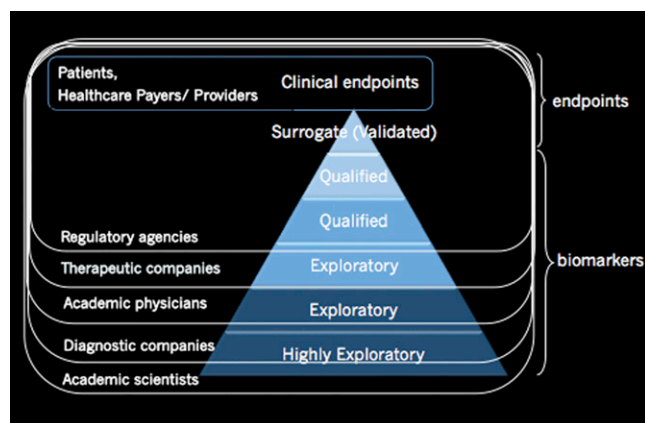 Patients,
Healthcare Payers/ Providers
Clinical endpoints
endpoints
Surrogate (Validated)
Qualified
Qualified
Regulatory agencies
biomarkers
Therapeutic companies
Exploratory
Academic physicians
Exploratory
Diagnostic companies
Highly Exploratory
Academic scientists